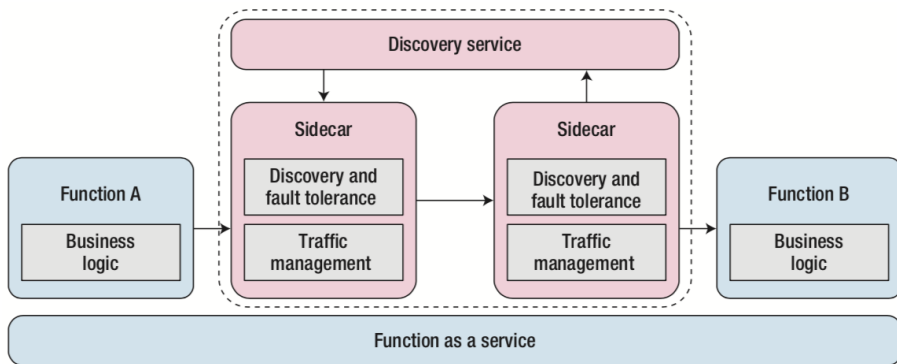 Discovery service
Sidecar
Discovery and
fault tolerance
Traffic
management
Sidecar
Discovery and
fault tolerance
Traffic
management
Function A
Business
logic
Function B
Business
logic
Function as a service